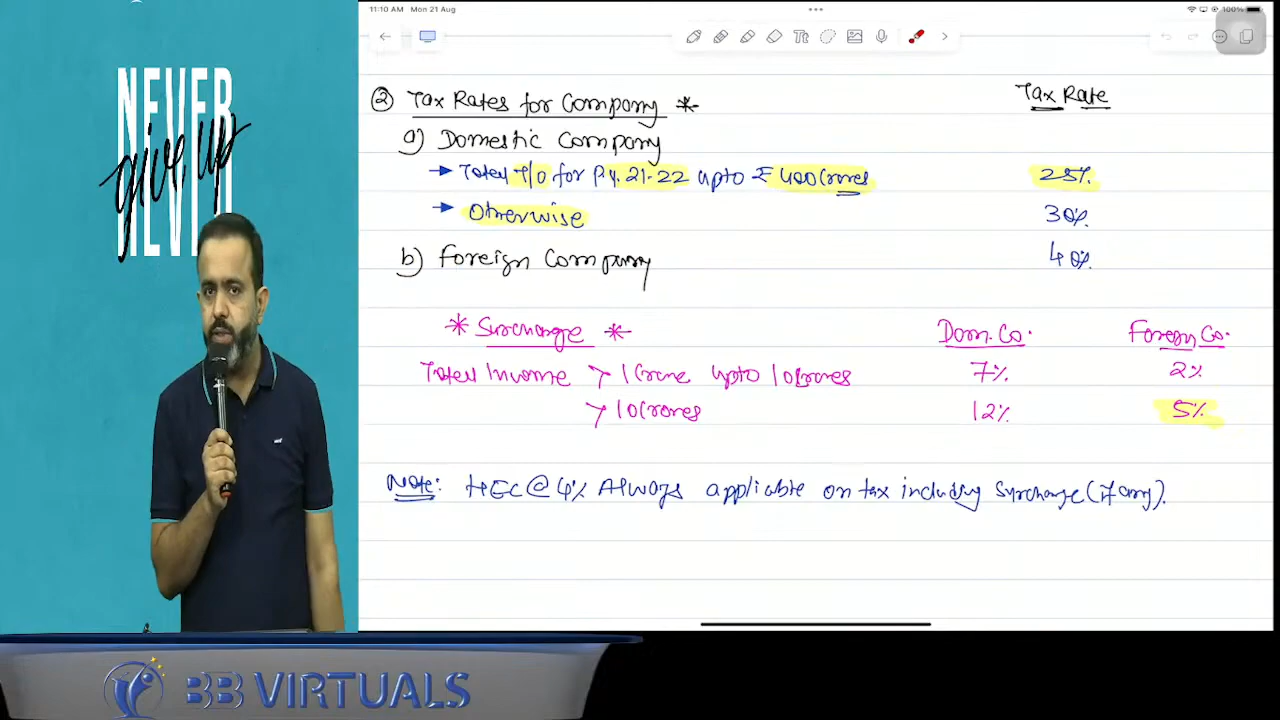 11:10 AM Mon 21 Aug
100%
NEVER
give up
NEVER
② Tax Rates for Company *
Tax Rate
a) Domestic Company
→ Total T/O for P.Y. 21-22 upto ₹ 400 Crores 25%
→ Otherwise 30%
b) Foreign Company 40%
* Surcharge * Dom. Co. Foreign Co.
Total Income > 1 Crore upto 10 Crores 7% 2%
> 10 Crores 12% 5%
Note: HEC @ 4% Always appliable on tax including Surcharge (if any).
BB VIRTUALS